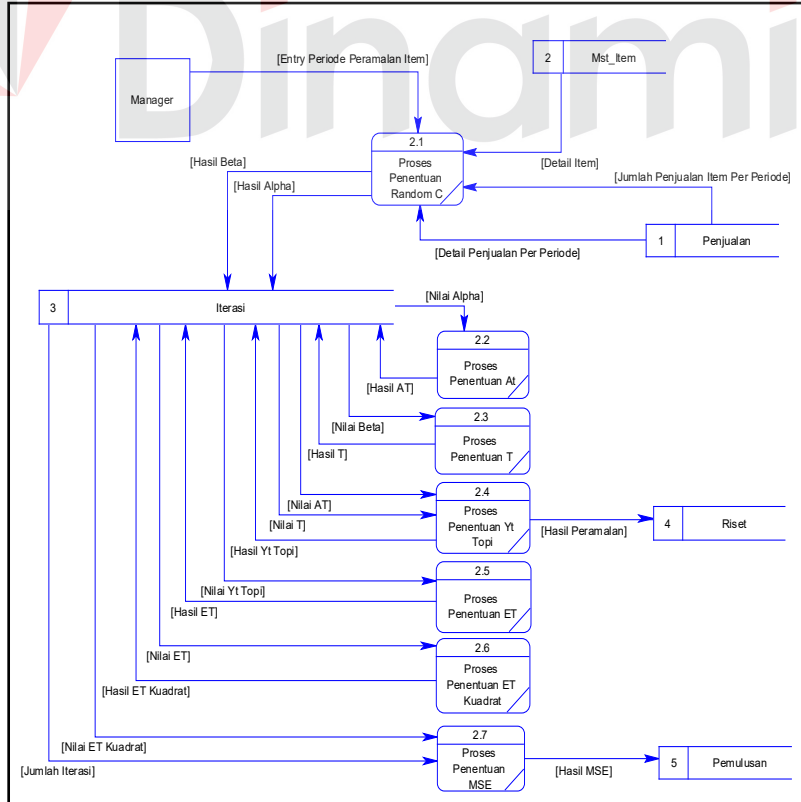 Dinami
[Entry Periode Peramalan Item]
2
Mst_Item
Manager
2.1
Proses
Penentuan
Random C
[Hasil Beta]
[Hasil Alpha]
[Detail Item]
[Jumlah Penjualan Item Per Periode]
1
Penjualan
[Detail Penjualan Per Periode]
3
Iterasi
[Nilai Alpha]
2.2
Proses
Penentuan At
[Hasil AT]
2.3
Proses
Penentuan T
[Nilai Beta]
[Hasil T]
2.4
Proses
Penentuan Yt
Topi
[Nilai AT]
[Nilai T]
[Hasil Yt Topi]
[Hasil Peramalan]
4
Riset
2.5
Proses
Penentuan ET
[Nilai Yt Topi]
[Hasil ET]
2.6
Proses
Penentuan ET
Kuadrat
[Nilai ET]
[Hasil ET Kuadrat]
2.7
Proses
Penentuan
MSE
[Nilai ET Kuadrat]
[Jumlah Iterasi]
[Hasil MSE]
5
Pemulusan